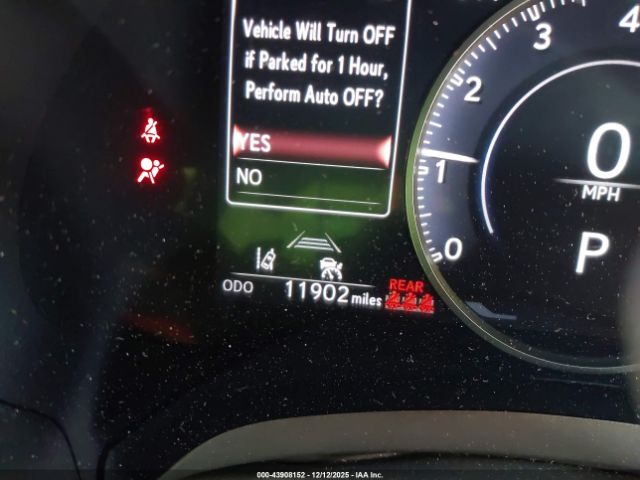 Vehicle Will Turn OFF
if Parked for 1 Hour,
Perform Auto OFF?
YES
NO
ODO 11902 miles
REAR
4
3
2
1
0
0
MPH
P
000-43908152 - 12/12/2025 - IAA Inc.